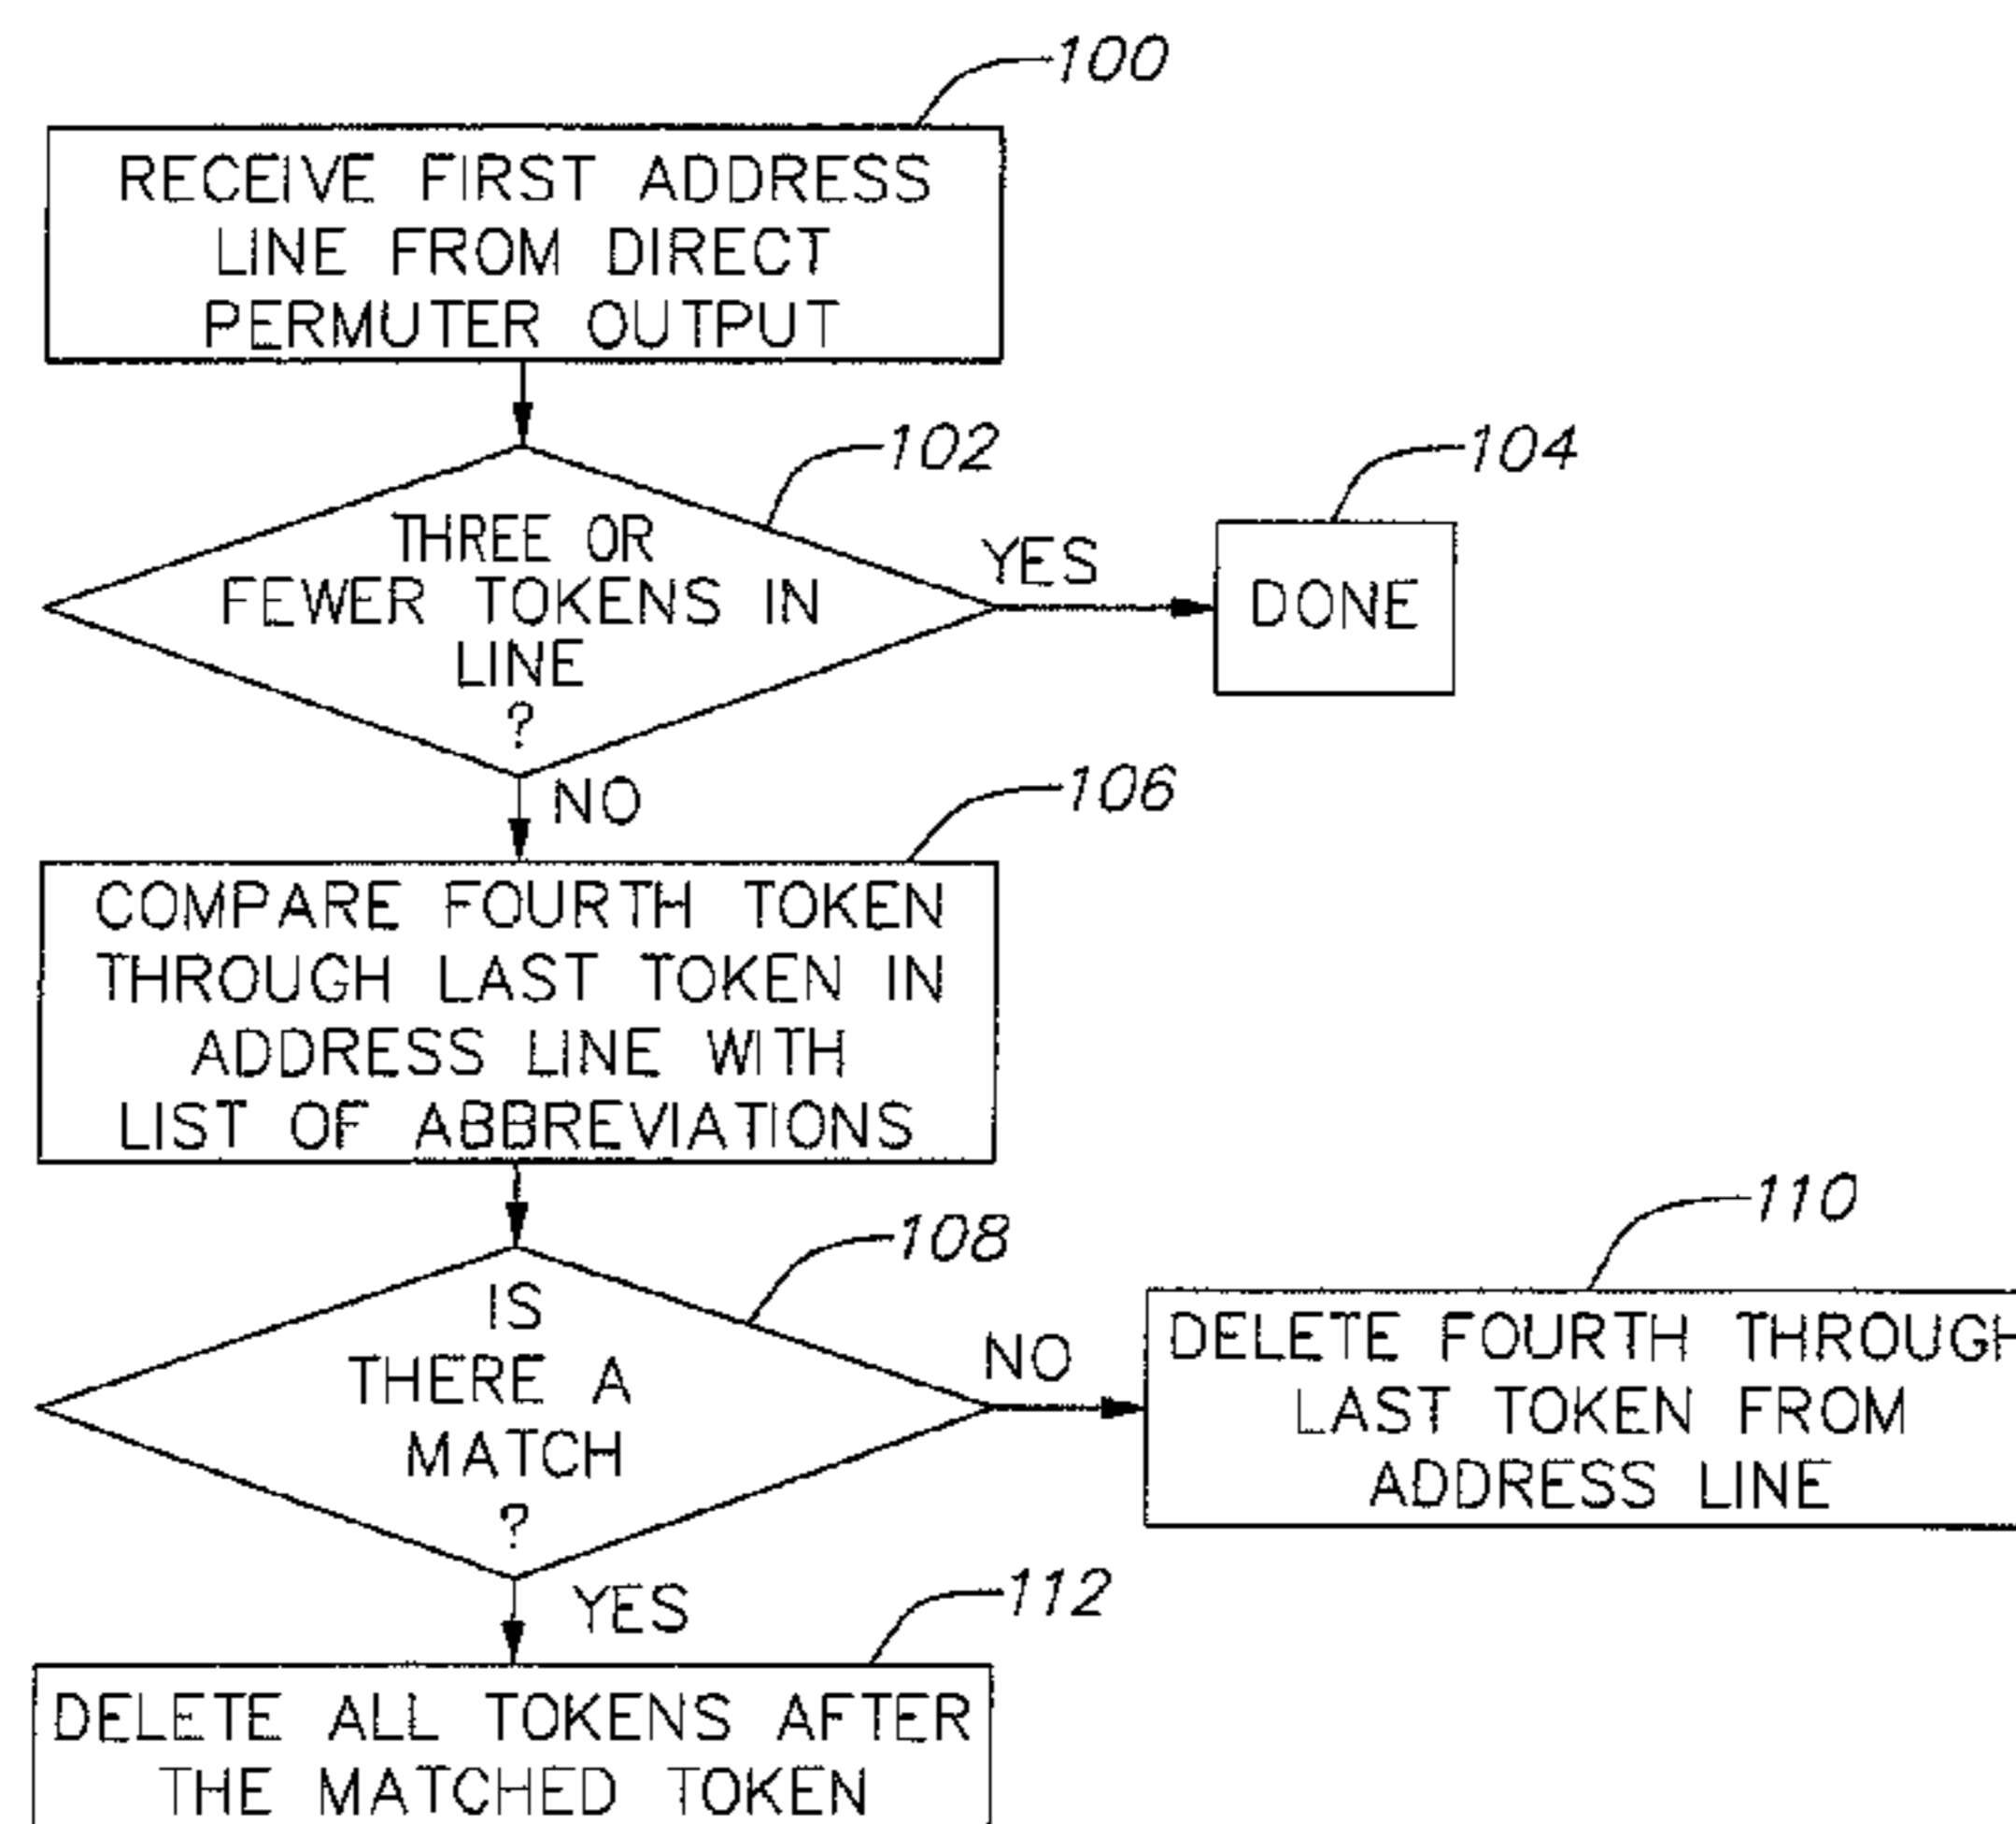 100
RECEIVE FIRST ADDRESS
LINE FROM DIRECT
PERMUTER OUTPUT
102
THREE OR
FEWER TOKENS IN
LINE
?
YES
104
DONE
NO
106
COMPARE FOURTH TOKEN
THROUGH LAST TOKEN IN
ADDRESS LINE WITH
LIST OF ABBREVIATIONS
108
IS
THERE A
MATCH
?
NO
110
DELETE FOURTH THROUGH
LAST TOKEN FROM
ADDRESS LINE
YES
112
DELETE ALL TOKENS AFTER
THE MATCHED TOKEN